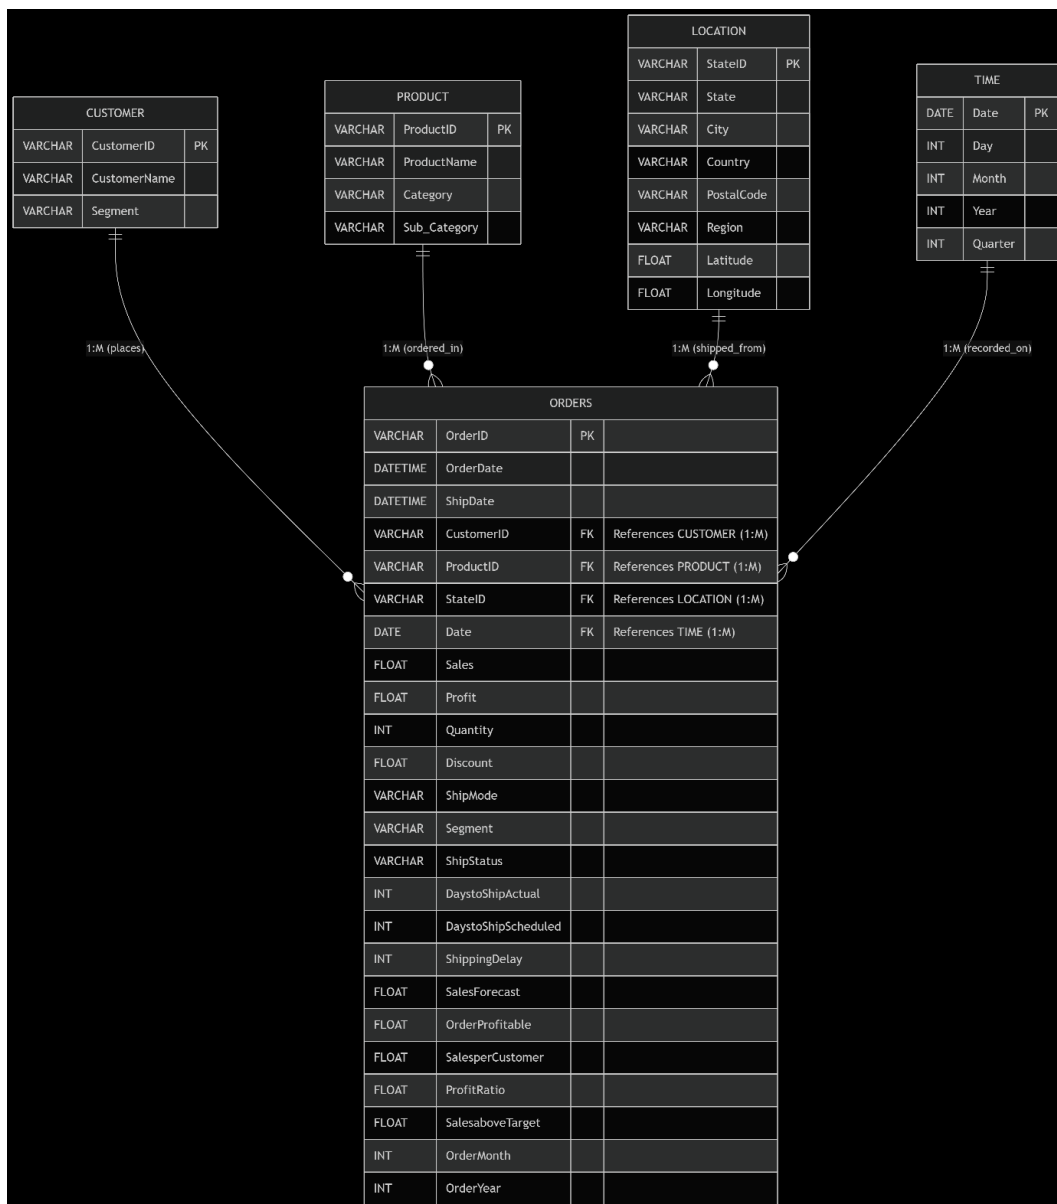 CUSTOMER
VARCHAR CustomerID PK
VARCHAR CustomerName
VARCHAR Segment
PRODUCT
VARCHAR ProductID PK
VARCHAR ProductName
VARCHAR Category
VARCHAR Sub_Category
LOCATION
VARCHAR StateID PK
VARCHAR State
VARCHAR City
VARCHAR Country
VARCHAR PostalCode
VARCHAR Region
FLOAT Latitude
FLOAT Longitude
TIME
DATE Date PK
INT Day
INT Month
INT Year
INT Quarter
1:M (places)
1:M (ordered_in)
1:M (shipped_from)
1:M (recorded_on)
ORDERS
VARCHAR OrderID PK
DATETIME OrderDate
DATETIME ShipDate
VARCHAR CustomerID FK References CUSTOMER (1:M)
VARCHAR ProductID FK References PRODUCT (1:M)
VARCHAR StateID FK References LOCATION (1:M)
DATE Date FK References TIME (1:M)
FLOAT Sales
FLOAT Profit
INT Quantity
FLOAT Discount
VARCHAR ShipMode
VARCHAR Segment
VARCHAR ShipStatus
INT DaystoShipActual
INT DaystoShipScheduled
INT ShippingDelay
FLOAT SalesForecast
FLOAT OrderProfitable
FLOAT SalesperCustomer
FLOAT ProfitRatio
FLOAT SalesaboveTarget
INT OrderMonth
INT OrderYear